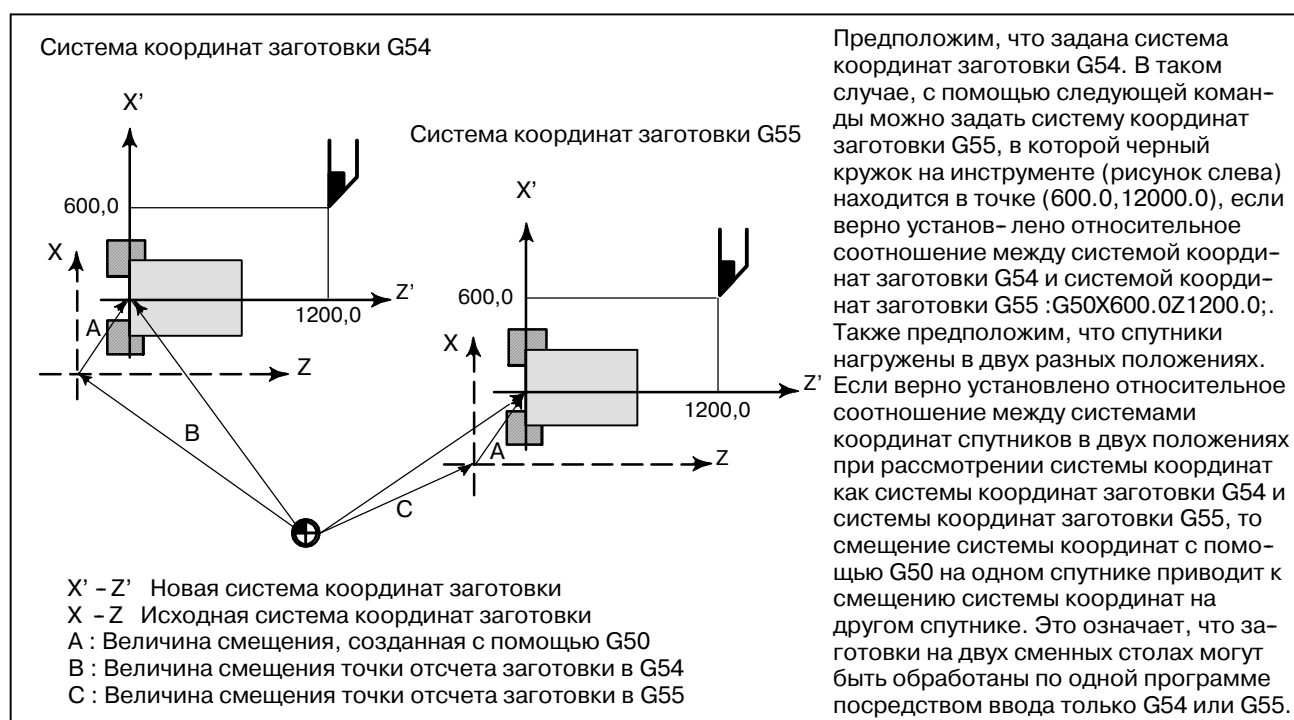 Система координат заготовки G54
X’
600,0
X
A
Z’
1200,0
Z
B
Система координат заготовки G55
X’
600,0
X
A
Z’
1200,0
Z
C
X’ -Z’ Новая система координат заготовки
X -Z Исходная система координат заготовки
A : Величина смещения, созданная с помощью G50
B : Величина смещения точки отсчета заготовки в G54
C : Величина смещения точки отсчета заготовки в G55
Предположим, что задана система
координат заготовки G54. В таком
случае, с помощью следующей коман-
ды можно задать систему координат
заготовки G55, в которой черный
кружок на инструменте (рисунок слева)
находится в точке (600.0,12000.0), если
верно установ- лено относительное
соотношение между системой коорди-
нат заготовки G54 и системой коорди-
нат заготовки G55 :G50X600.0Z1200.0;.
Также предположим, что спутники
нагружены в двух разных положениях.
Если верно установлено относительное
соотношение между системами
координат спутников в двух положениях
при рассмотрении системы координат
как системы координат заготовки G54 и
системы координат заготовки G55, то
смещение системы координат с помо-
щью G50 на одном спутнике приводит к
смещению системы координат на
другом спутнике. Это означает, что за-
готовки на двух сменных столах могут
быть обработаны по одной программе
посредством ввода только G54 или G55.